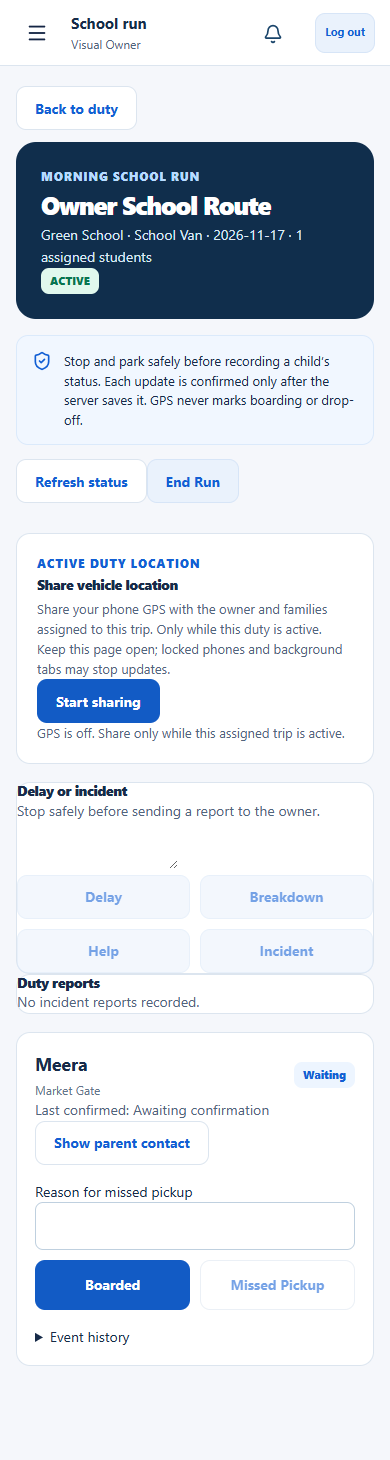 School run
Visual Owner
Log out
Back to duty
MORNING SCHOOL RUN
Owner School Route
Green School · School Van · 2026-11-17 · 1
assigned students
ACTIVE
Stop and park safely before recording a child's
status. Each update is confirmed only after the
server saves it. GPS never marks boarding or drop-
off.
Refresh status
End Run
ACTIVE DUTY LOCATION
Share vehicle location
Share your phone GPS with the owner and families
assigned to this trip. Only while this duty is active.
Keep this page open; locked phones and background
tabs may stop updates.
Start sharing
GPS is off. Share only while this assigned trip is active.
Delay or incident
Stop safely before sending a report to the owner.
Delay
Breakdown
Help
Incident
Duty reports
No incident reports recorded.
Meera
Waiting
Market Gate
Last confirmed: Awaiting confirmation
Show parent contact
Reason for missed pickup
Boarded
Missed Pickup
Event history